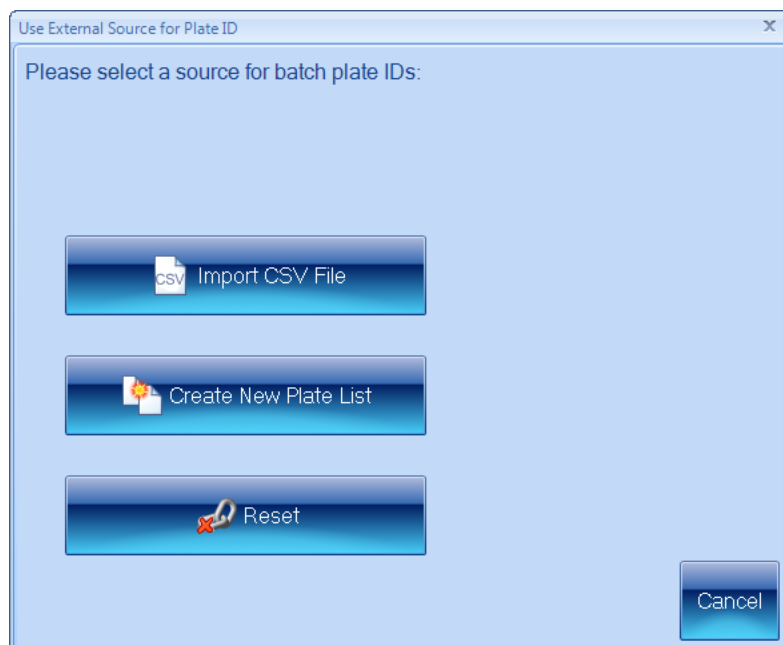 Use External Source for Plate ID
Please select a source for batch plate IDs:
CSV
Import CSV File
Create New Plate List
Reset
Cancel